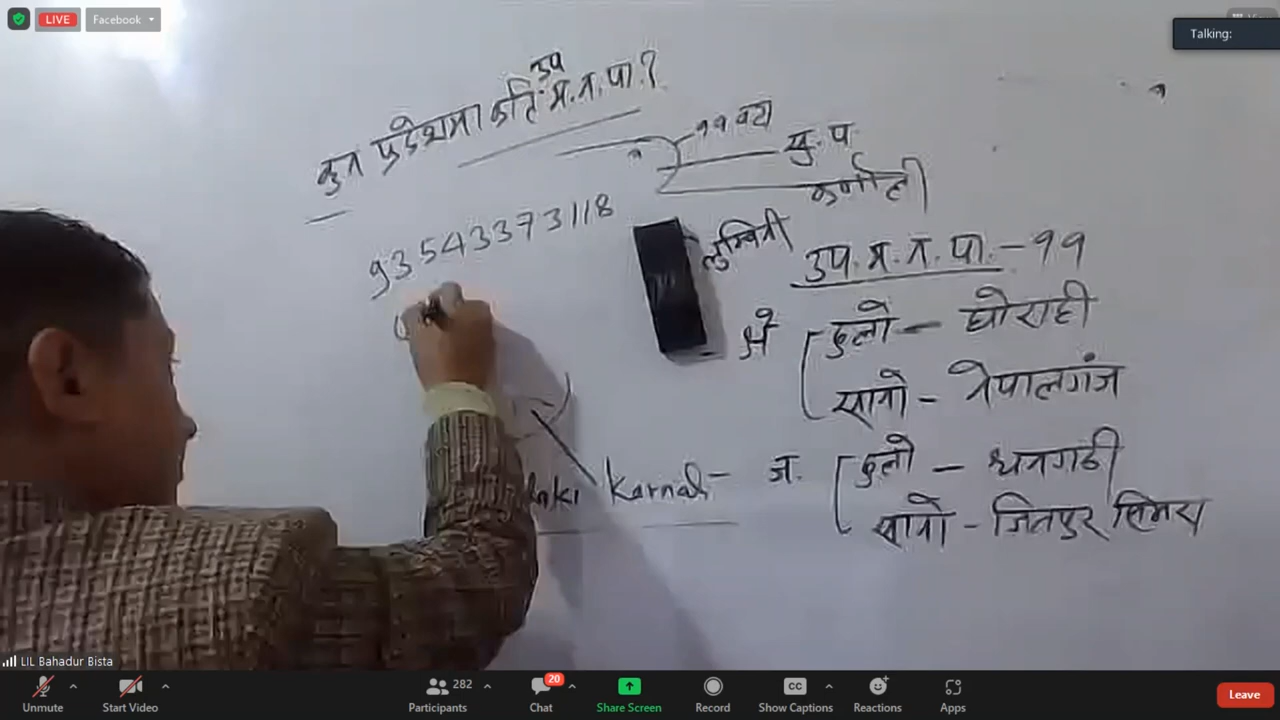 LIVE
Facebook
Talking:
कुन प्रदेशमा कति उप म.न.पा.?
११ वटा
सु.प.
कर्णाली
93543373118
लुम्बिनी
उप.म.न.पा. - ११
क्षे
ठुलो - घोराही
सानो - नेपालगंज
Karnali
ज.
ठुलो - धनगढी
सानो - जितपुर सिमरा
LIL Bahadur Bista
Unmute
Start Video
282
Participants
20
Chat
Share Screen
Record
CC
Show Captions
Reactions
Apps
Leave